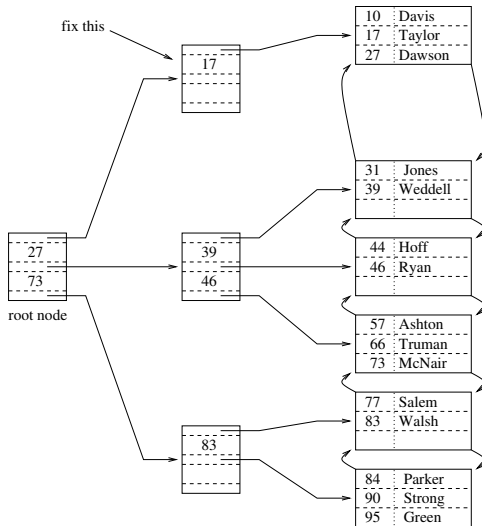 fix this
17
10 Davis
17 Taylor
27 Dawson
31 Jones
39 Weddell
27
73
root node
39
46
44 Hoff
46 Ryan
57 Ashton
66 Truman
73 McNair
83
77 Salem
83 Walsh
84 Parker
90 Strong
95 Green